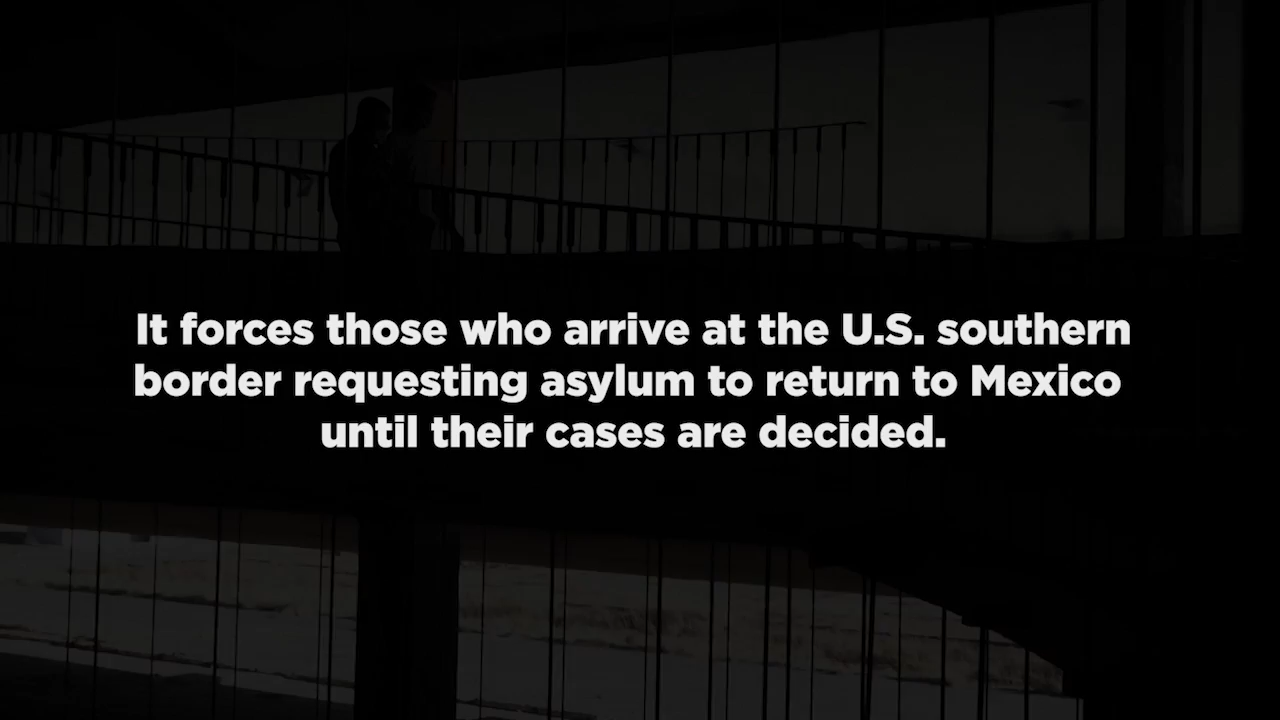 It forces those who arrive at the U.S. southern
border requesting asylum to return to Mexico
until their cases are decided.